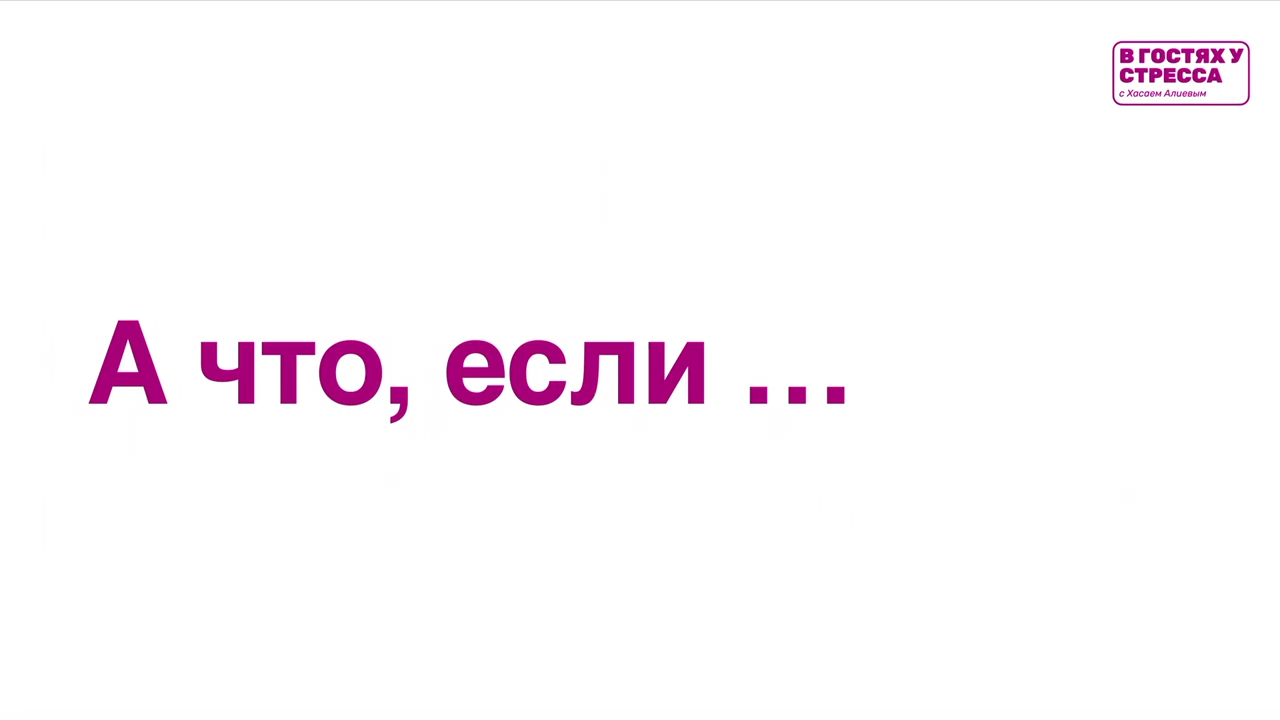 В ГОСТЯХ У
СТРЕССА
с Хасаем Алиевым
А что, если ...